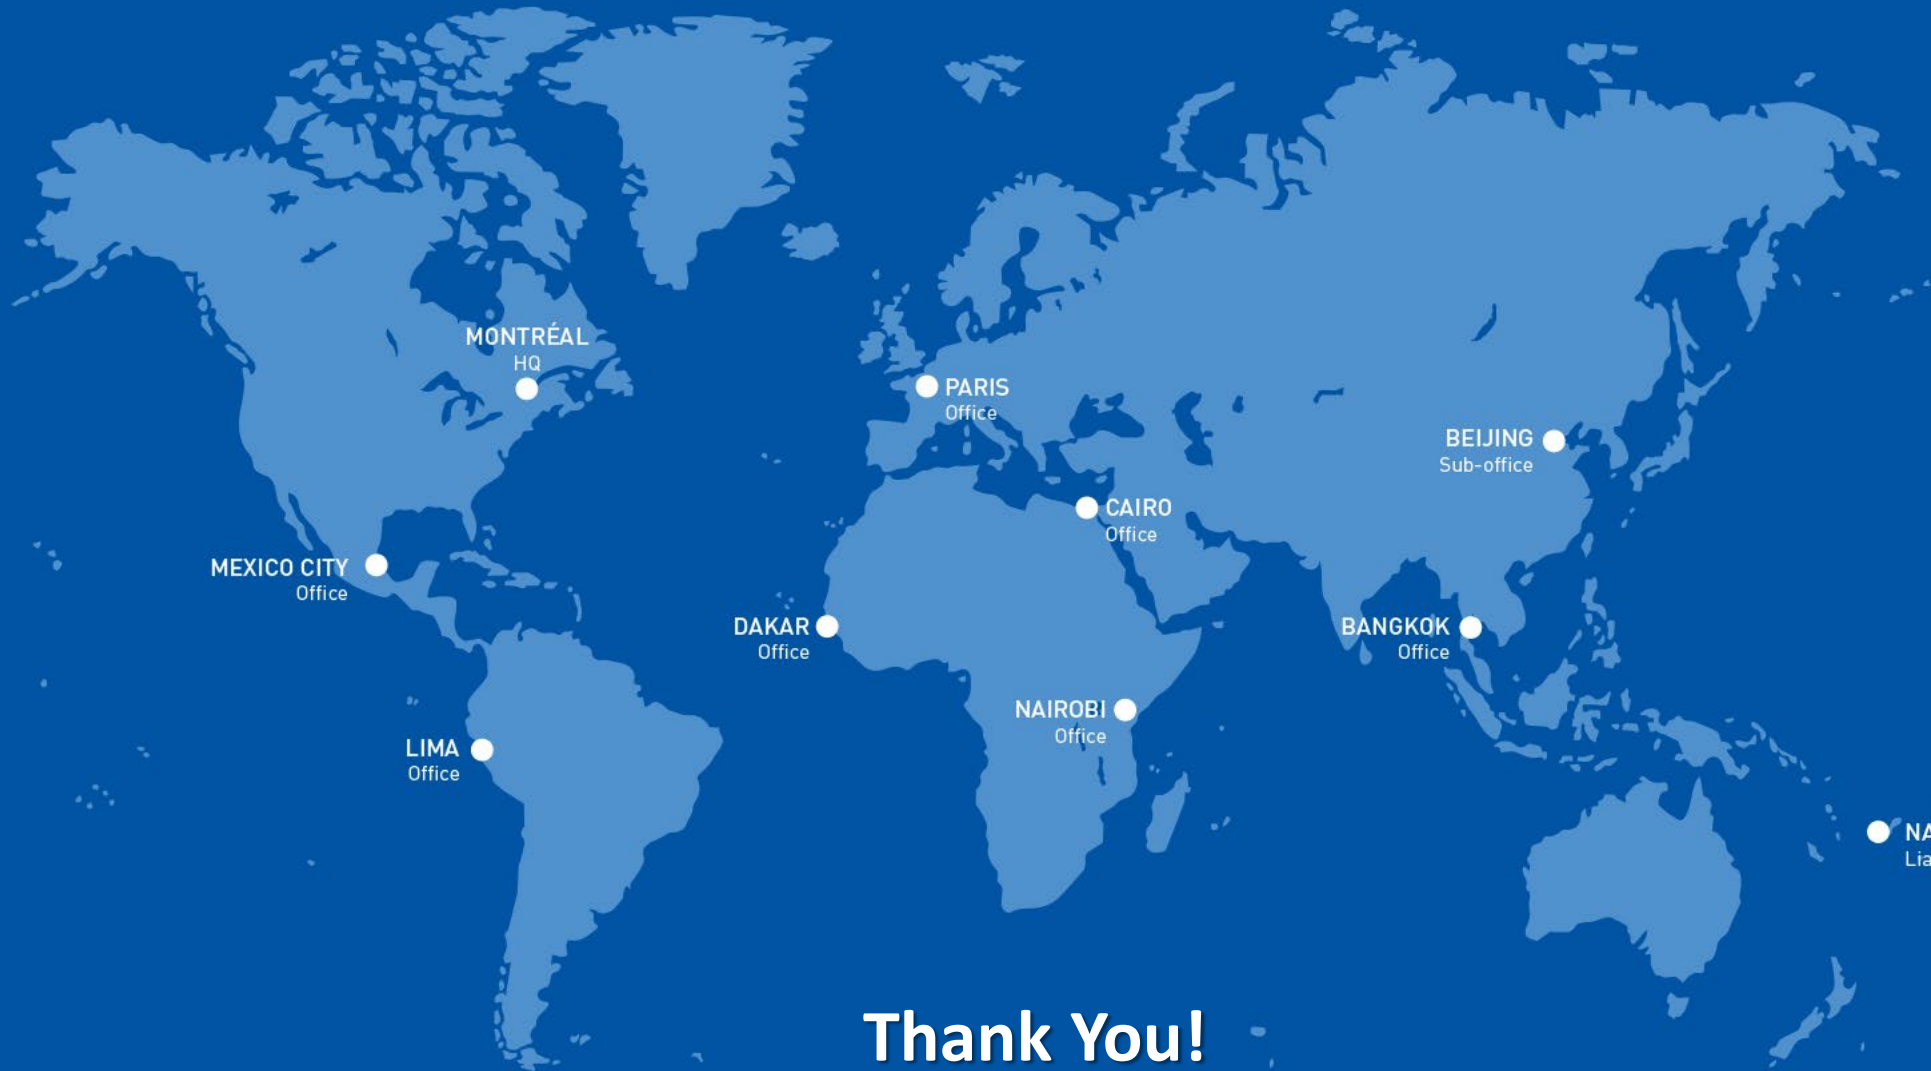 MONTRÉAL
HQ
PARIS
Office
BEIJING
Sub-office
CAIRO
Office
MEXICO CITY
Office
DAKAR
Office
BANGKOK
Office
NAIROBI
Office
LIMA
Office
Thank You!